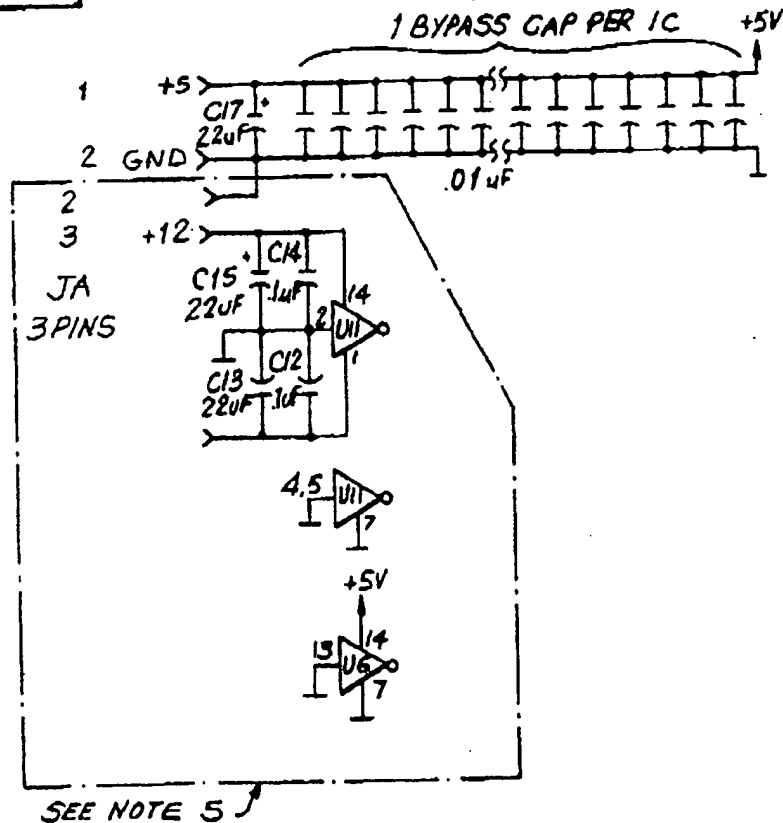 1 BYPASS CAP PER IC
+5V
1 +5
C17 +
22uF
2 GND
.01 uF
2
3 +12
JA
3 PINS
+ C14
C15 .1uF
22uF
14
2 U11
1
C13 C12
22uF .1uF
4,5 U11
7
+5V
14
13 U6
7
SEE NOTE 5